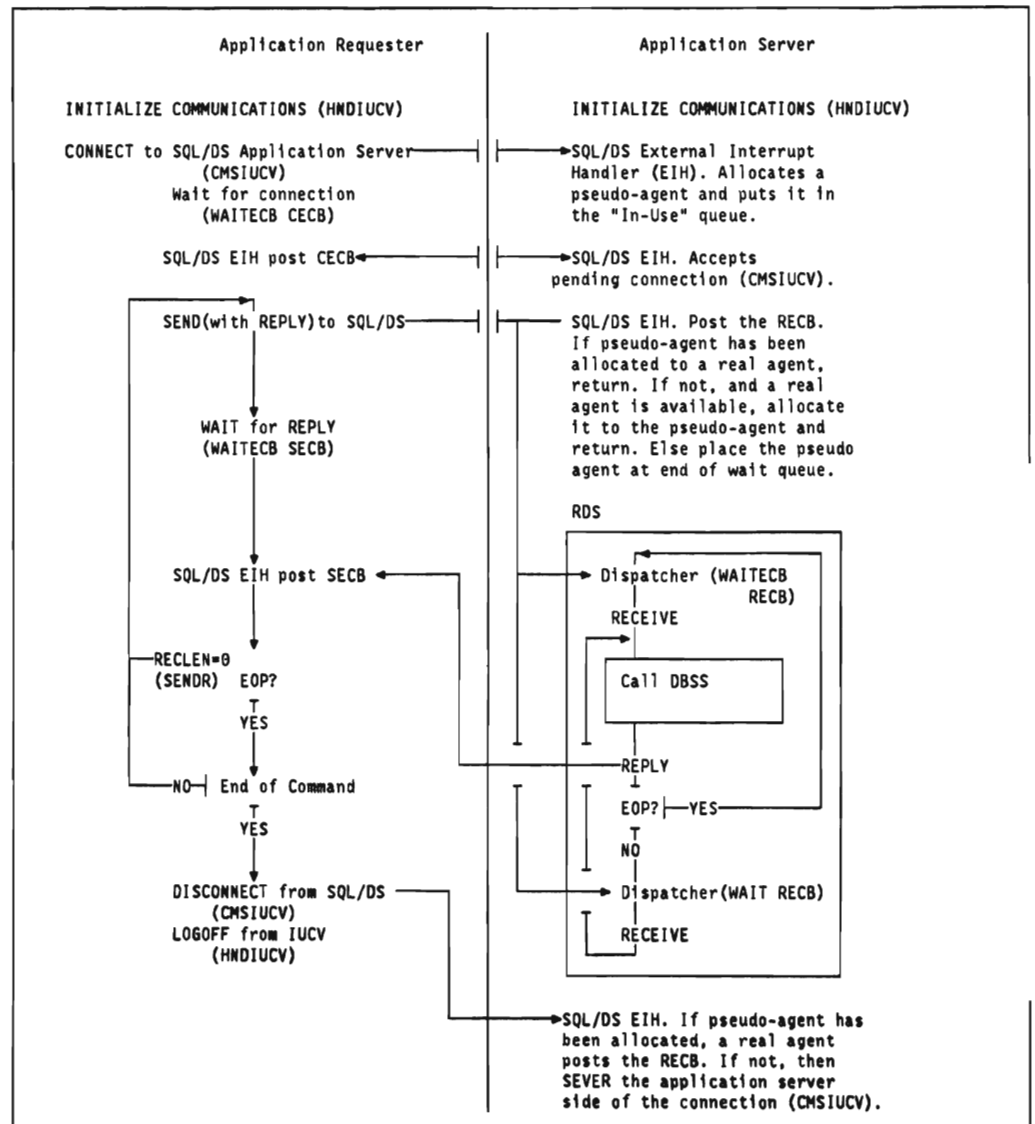 Application Requester
Application Server
INITIALIZE COMMUNICATIONS (HNDIUCV)
INITIALIZE COMMUNICATIONS (HNDIUCV)
CONNECT to SQL/DS Application Server
(CMSIUCV)
Wait for connection
(WAITECB CECB)
SQL/DS External Interrupt
Handler (EIH). Allocates a
pseudo-agent and puts it in
the "In-Use" queue.
SQL/DS EIH post CECB
SQL/DS EIH. Accepts
pending connection (CMSIUCV).
SEND(with REPLY)to SQL/DS
SQL/DS EIH. Post the RECB.
If pseudo-agent has been
allocated to a real agent,
return. If not, and a real
agent is available, allocate
it to the pseudo-agent and
return. Else place the pseudo
agent at end of wait queue.
WAIT for REPLY
(WAITECB SECB)
RDS
SQL/DS EIH post SECB
Dispatcher (WAITECB
RECB)
RECEIVE
RECLEN=0
(SENDR) EOP?
YES
Call DBSS
REPLY
NO
End of Command
EOP?
YES
YES
NO
DISCONNECT from SQL/DS
(CMSIUCV)
LOGOFF from IUCV
(HNDIUCV)
Dispatcher(WAIT RECB)
RECEIVE
SQL/DS EIH. If pseudo-agent has
been allocated, a real agent
posts the RECB. If not, then
SEVER the application server
side of the connection (CMSIUCV).